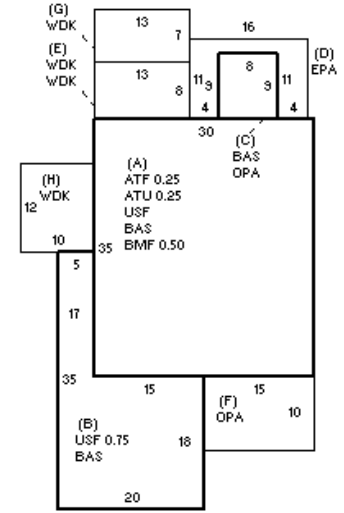 (G)
WDK
13
7
16
(E)
WDK
WDK
13
8
(D)
EPA
11
9
8
9
11
4
4
30
(C)
BAS
OPA
(A)
ATF 0.25
ATU 0.25
USF
BAS
BMF 0.50
(H)
WDK
12
10
35
5
17
35
15
15
(F)
OPA
10
(B)
USF 0.75
BAS
18
20